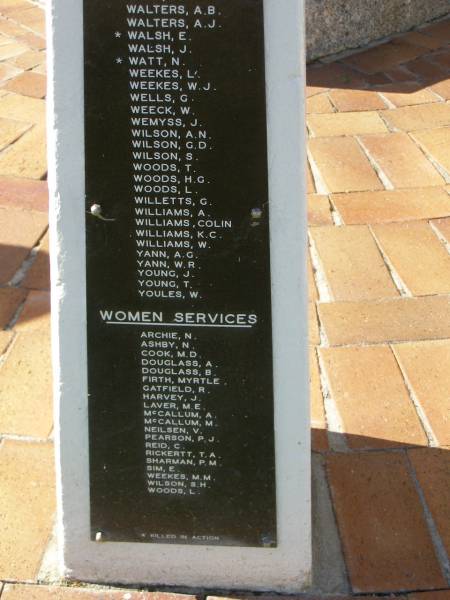 WALTERS, A.B.
WALTERS, A.J.
* WALSH, E.
WALSH, J.
* WATT, N.
WEEKES, L.
WEEKES, W.J.
WELLS, G.
WEECK, W.
WEMYSS, J.
WILSON, A.N.
WILSON, G.D.
WILSON, S.
WOODS, T.
WOODS, H.G.
WOODS, L.
WILLETTS, G.
WILLIAMS, A.
WILLIAMS, COLIN
WILLIAMS, K.C.
WILLIAMS, W.
YANN, A.G.
YANN, W.R.
YOUNG, J.
YOUNG, T.
YOULES, W.
WOMEN SERVICES
ARCHIE, N.
ASHBY, N.
COOK, M.D.
DOUGLASS, A.
DOUGLASS, B.
FIRTH, MYRTLE.
GATFIELD, R.
HARVEY, J.
LAVER, M.E.
McCALLUM, A.
McCALLUM, M.
NEILSEN, V.
PEARSON, P.J.
REID, C.
RICKERTT, T.A.
SHARMAN, P.M.
SIM, E.
WEEKES, M.M.
WILSON, S.H.
WOODS, L.
* KILLED IN ACTION